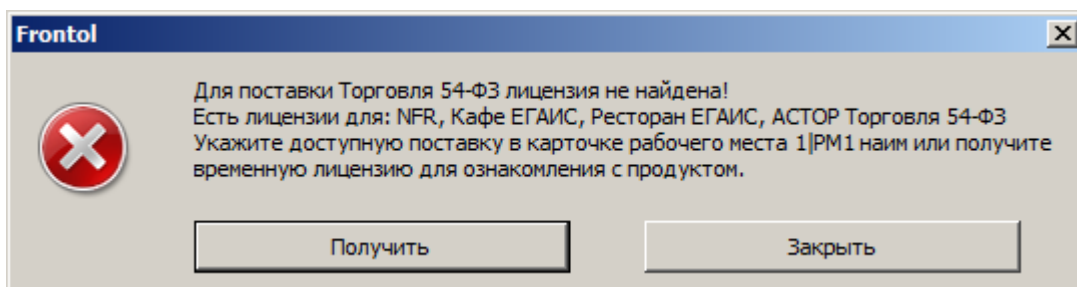 Frontol
Для поставки Торговля 54-ФЗ лицензия не найдена!
Есть лицензии для: NFR, Кафе ЕГАИС, Ресторан ЕГАИС, АСТОР Торговля 54-ФЗ
Укажите доступную поставку в карточке рабочего места 1|РМ1 наим или получите
временную лицензию для ознакомления с продуктом.
Получить
Закрыть